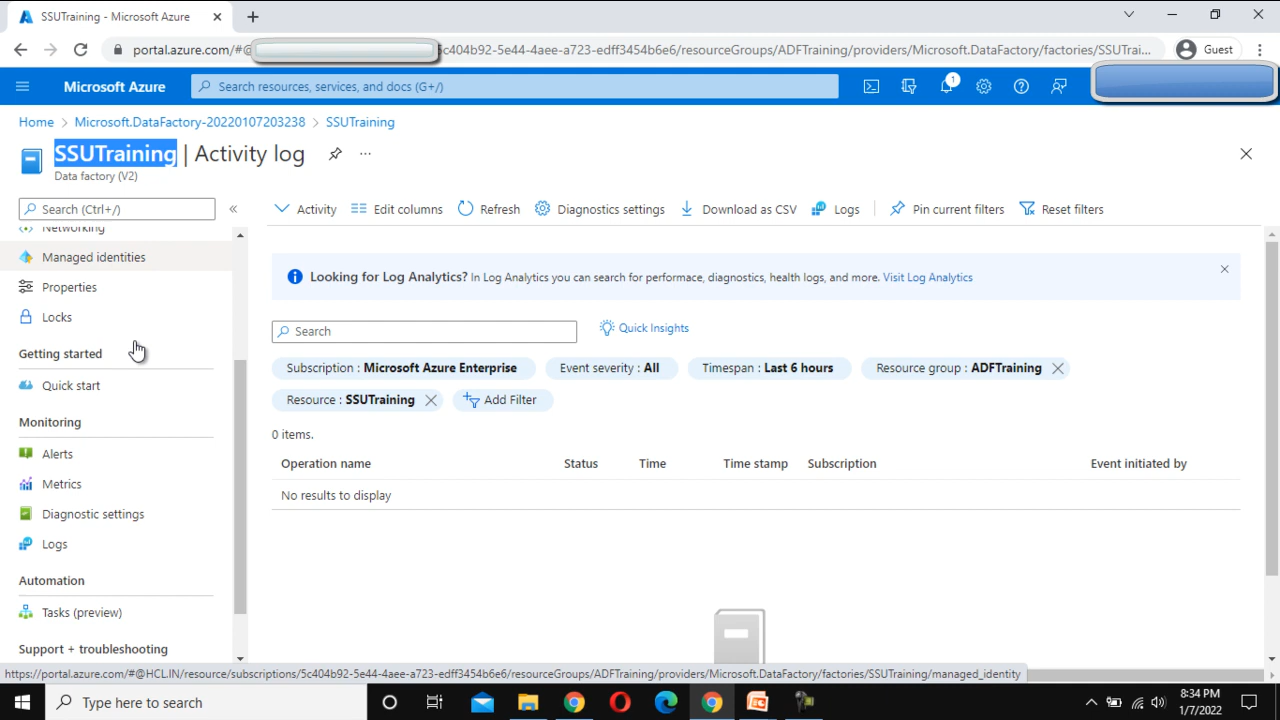 SSUTraining - Microsoft Azure
portal.azure.com/#@ 5c404b92-5e44-4aee-a723-edff3454b6e6/resourceGroups/ADFTraining/providers/Microsoft.DataFactory/factories/SSUTrai...
Guest
Microsoft Azure
Search resources, services, and docs (G+/)
1
Home > Microsoft.DataFactory-20220107203238 > SSUTraining
SSUTraining | Activity log
Data factory (V2)
Search (Ctrl+/)
Activity Edit columns Refresh Diagnostics settings Download as CSV Logs Pin current filters Reset filters
Networking
Managed identities
Properties
Locks
Getting started
Quick start
Monitoring
Alerts
Metrics
Diagnostic settings
Logs
Automation
Tasks (preview)
Support + troubleshooting
Looking for Log Analytics? In Log Analytics you can search for performace, diagnostics, health logs, and more. Visit Log Analytics
Search
Quick Insights
Subscription : Microsoft Azure Enterprise Event severity : All Timespan : Last 6 hours Resource group : ADFTraining
Resource : SSUTraining Add Filter
0 items.
Operation name Status Time Time stamp Subscription Event initiated by
No results to display
https://portal.azure.com/#@HCL.IN/resource/subscriptions/5c404b92-5e44-4aee-a723-edff3454b6e6/resourceGroups/ADFTraining/providers/Microsoft.DataFactory/factories/SSUTraining/managed_identity
Type here to search
8:34 PM
1/7/2022